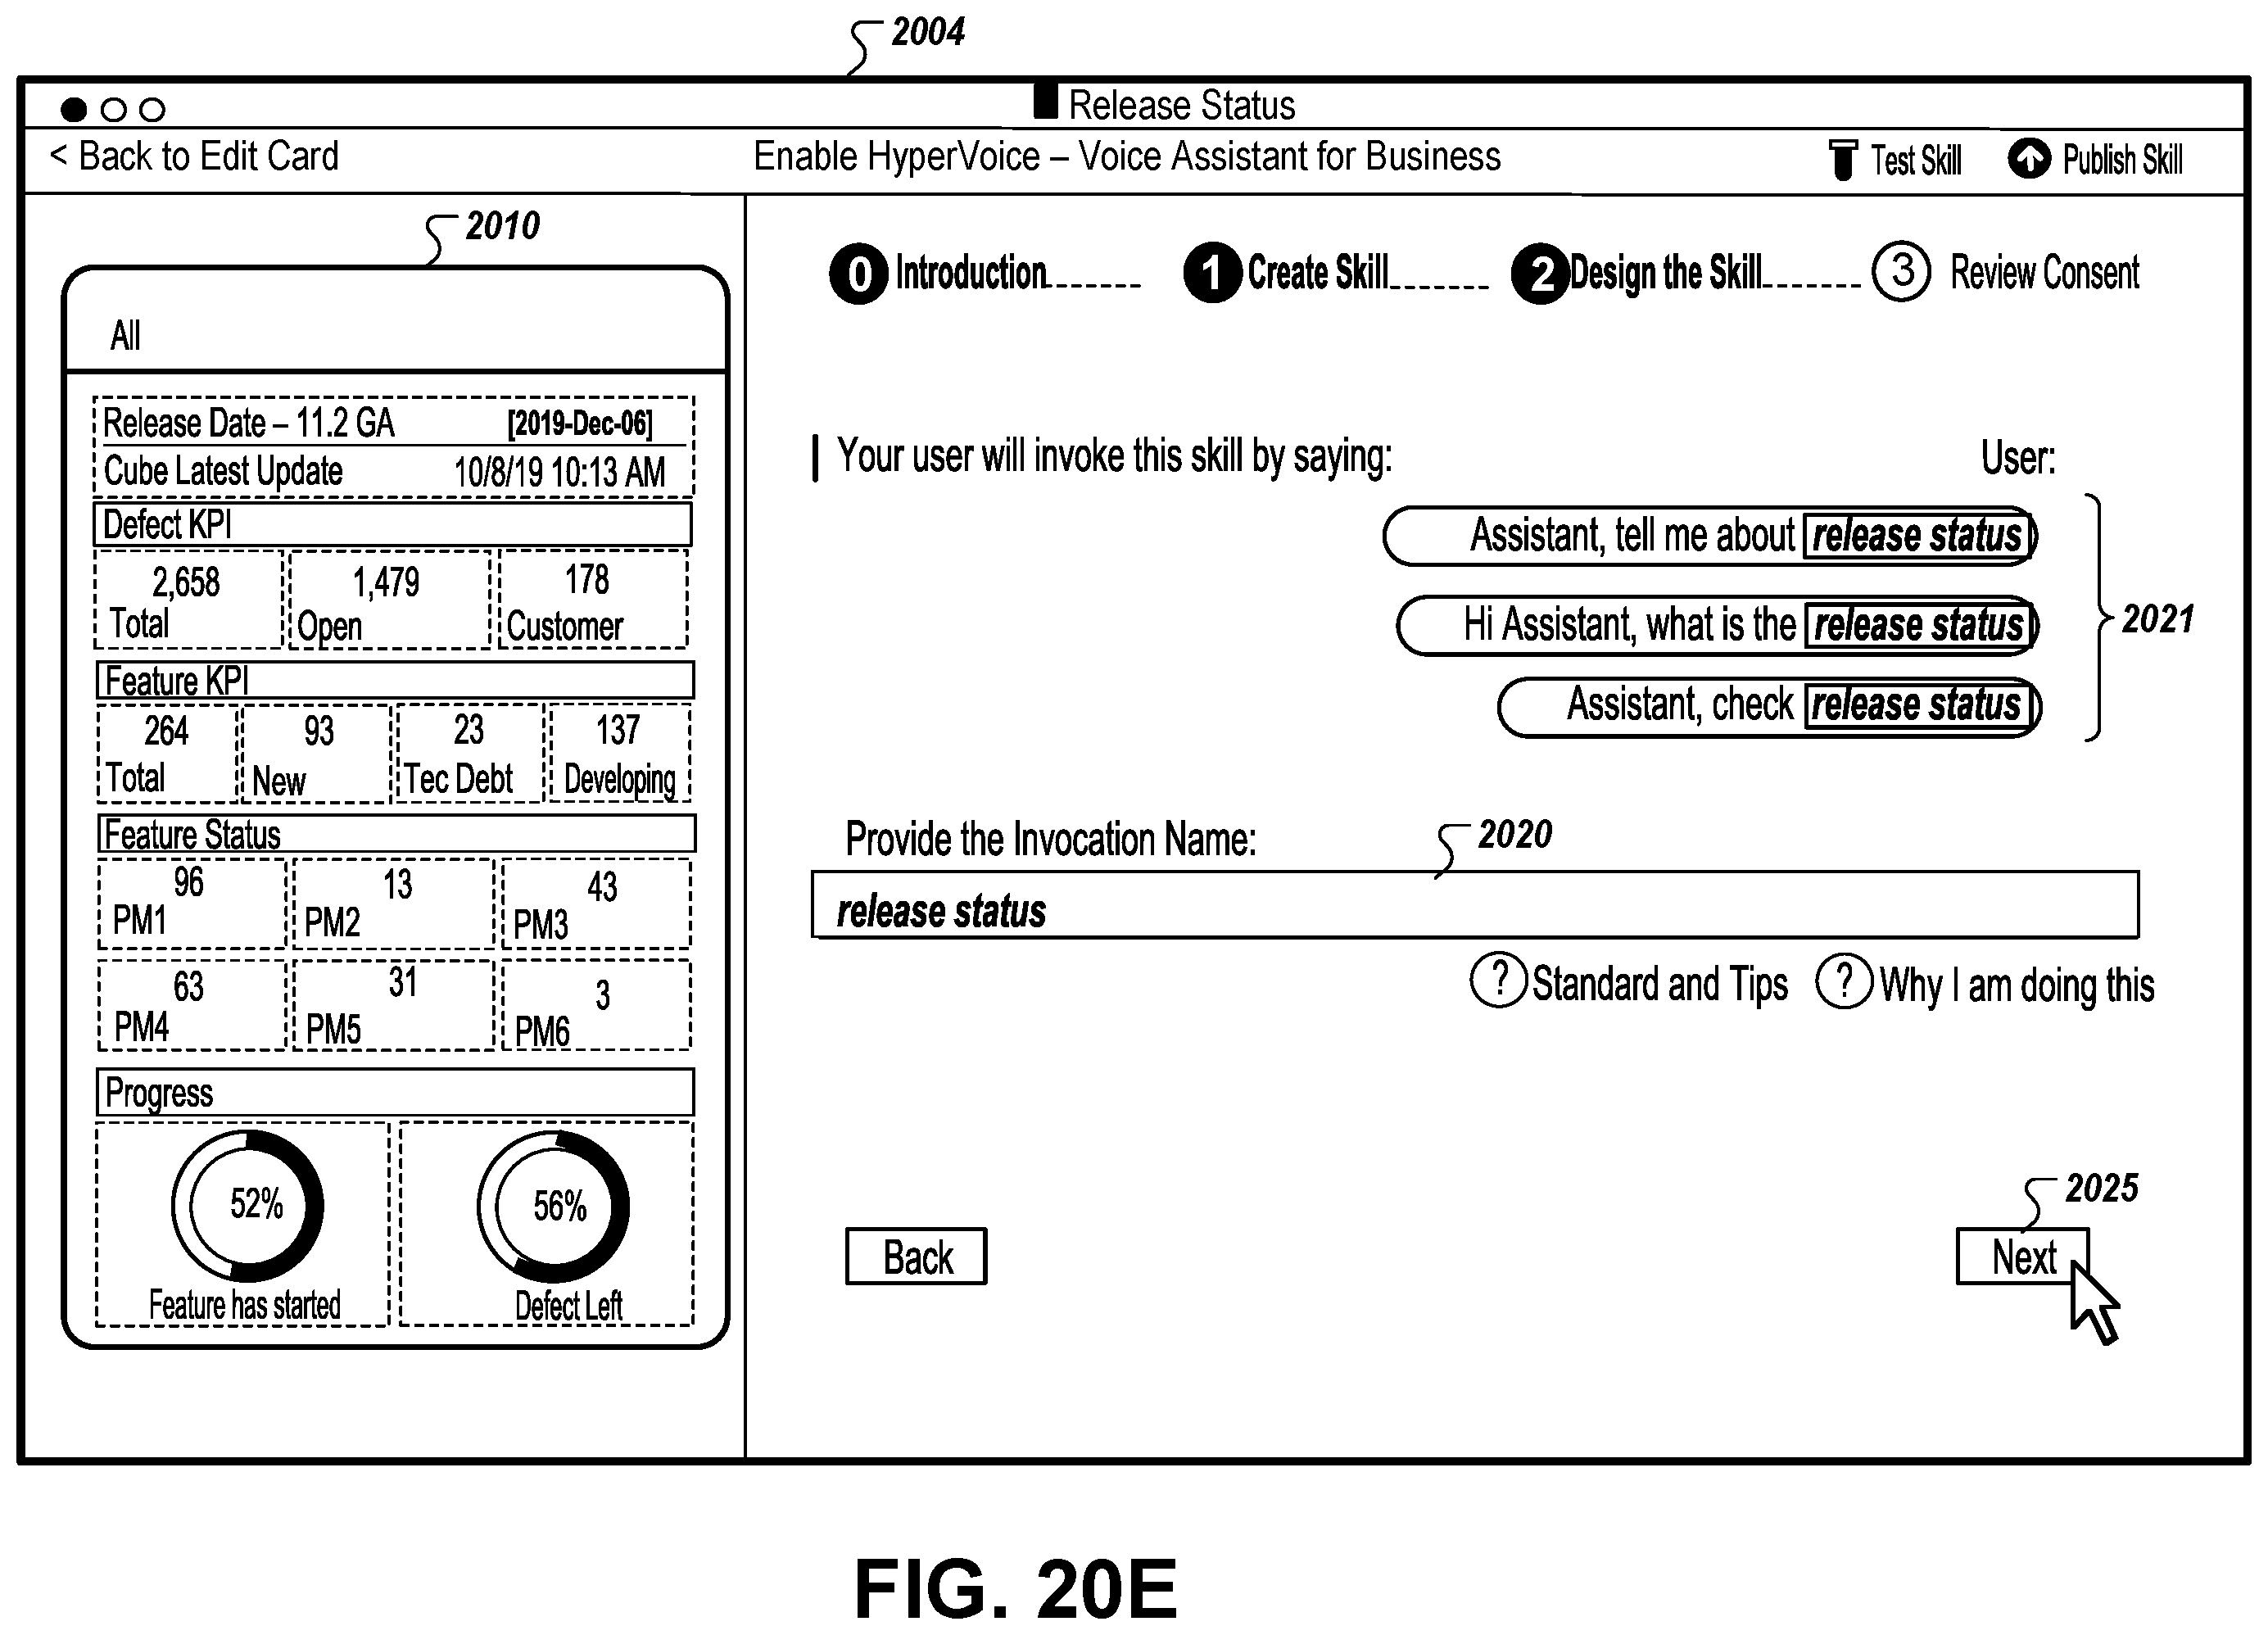 2004
Release Status
< Back to Edit Card
Enable HyperVoice – Voice Assistant for Business
Test Skill
Publish Skill
2010
All
Release Date – 11.2 GA [2019-Dec-06]
Cube Latest Update 10/8/19 10:13 AM
Defect KPI
2,658 1,479 178
Total Open Customer
Feature KPI
264 93 23 137
Total New Tec Debt Developing
Feature Status
96 13 43
PM1 PM2 PM3
63 31 3
PM4 PM5 PM6
Progress
52% 56%
Feature has started Defect Left
0 Introduction 1 Create Skill 2 Design the Skill 3 Review Consent
Your user will invoke this skill by saying: User:
Assistant, tell me about release status
Hi Assistant, what is the release status
2021
Assistant, check release status
Provide the Invocation Name: 2020
release status
? Standard and Tips ? Why I am doing this
2025
Back Next
FIG. 20E